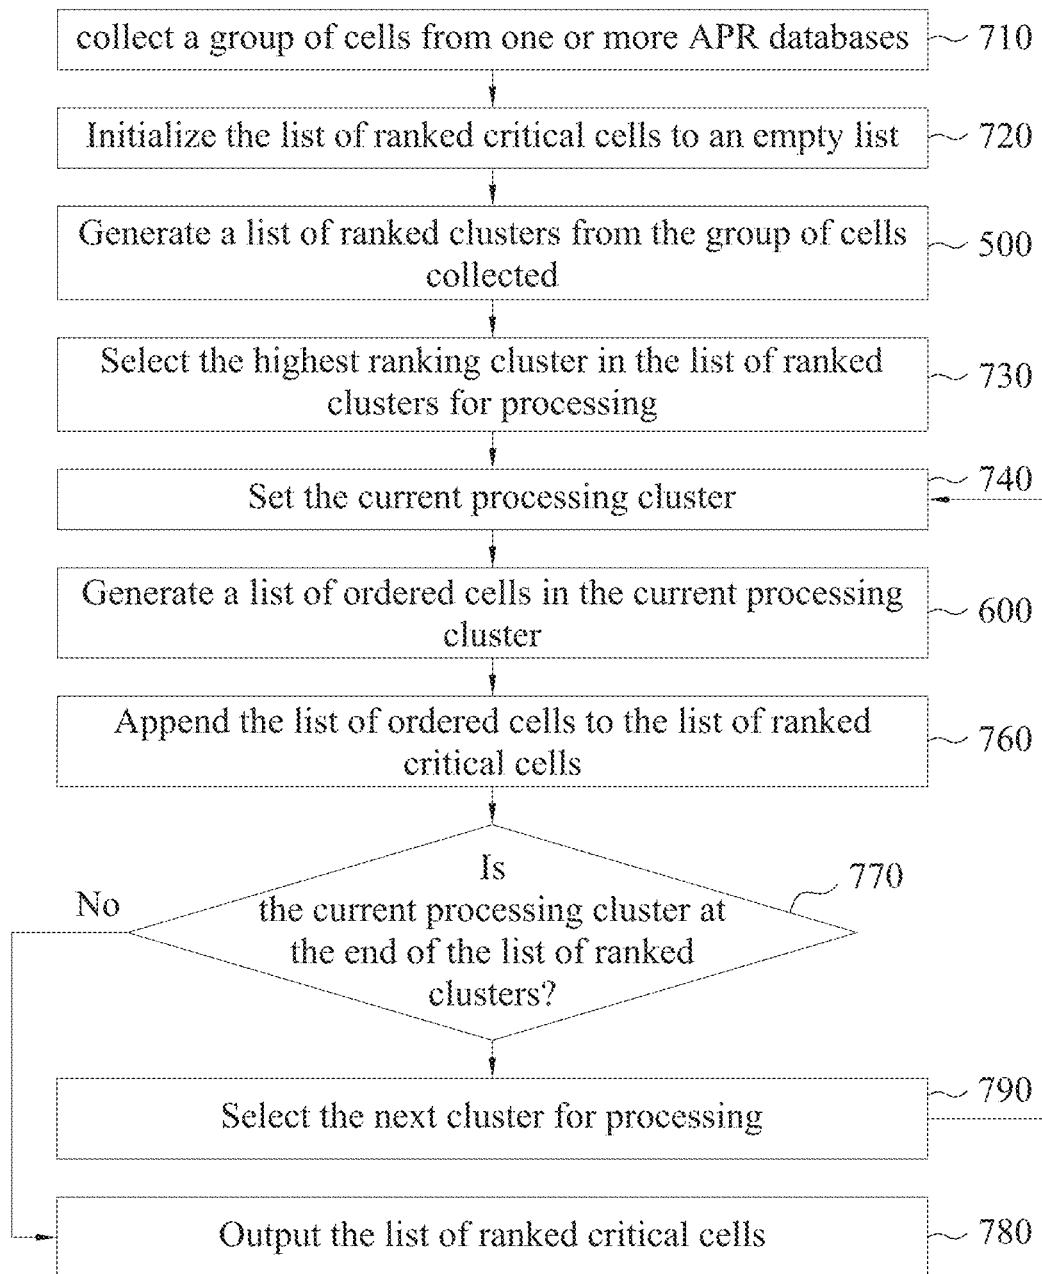 collect a group of cells from one or more APR databases
710
Initialize the list of ranked critical cells to an empty list
720
Generate a list of ranked clusters from the group of cells
collected
500
Select the highest ranking cluster in the list of ranked
clusters for processing
730
Set the current processing cluster
740
Generate a list of ordered cells in the current processing
cluster
600
Append the list of ordered cells to the list of ranked
critical cells
760
Is
the current processing cluster at
the end of the list of ranked
clusters?
770
No
Select the next cluster for processing
790
Output the list of ranked critical cells
780